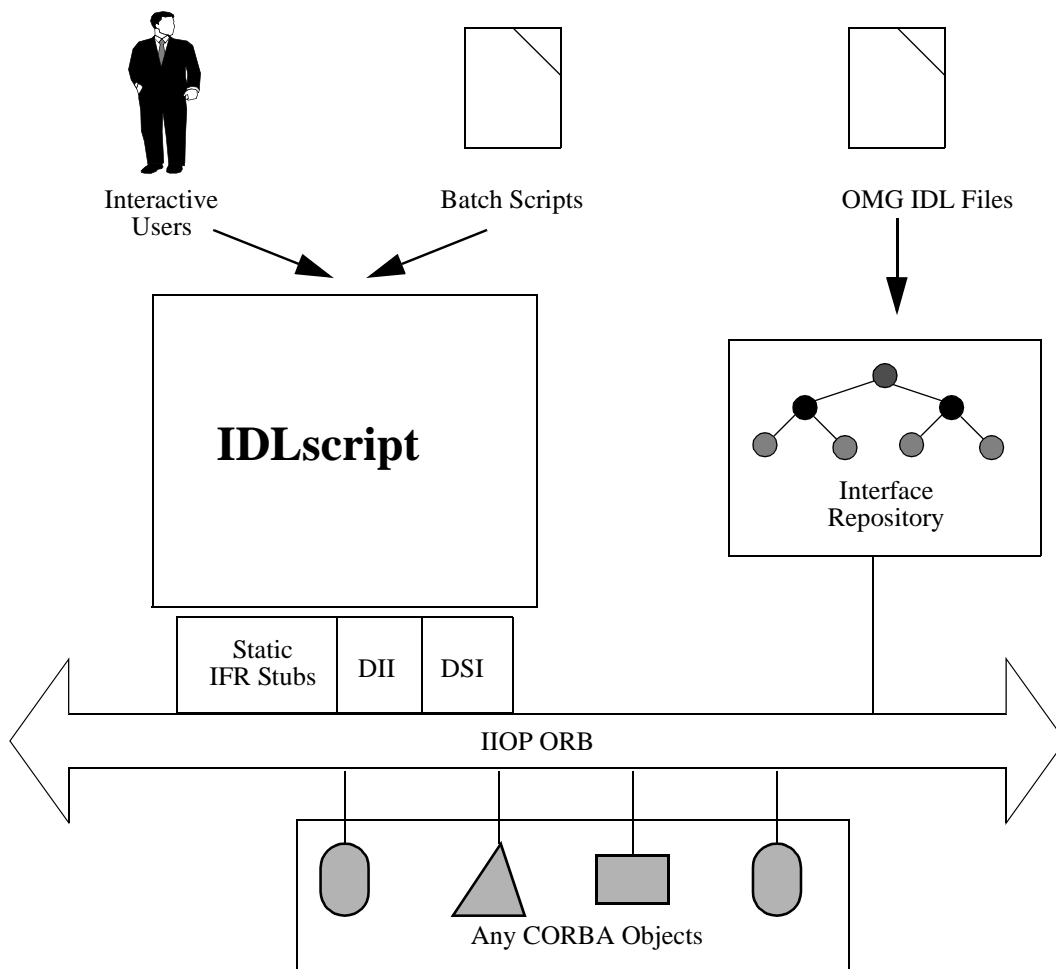 Interactive
Users
Batch Scripts
OMG IDL Files
IDLscript
Interface
Repository
Static
IFR Stubs
DII
DSI
IIOP ORB
Any CORBA Objects